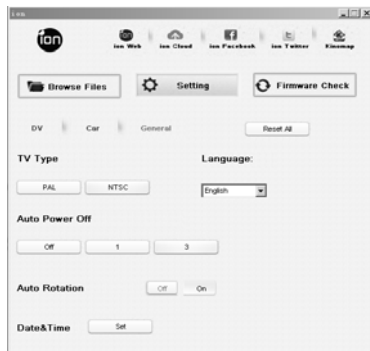 ion
ion
ion Web ion Cloud ion Facebook ion Twitter Kinomap
Browse Files Setting Firmware Check
DV Car General Reset All
TV Type Language:
PAL NTSC English
Auto Power Off
Off 1 3
Auto Rotation Off On
Date&Time Set